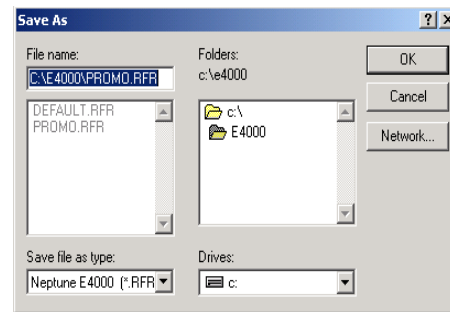 Save As
File name:
C:\E4000\PROMO.RFR
DEFAULT.RFR
PROMO.RFR
Save file as type:
Neptune E4000 (*.RFR
Folders:
c:\e4000
c:\
E4000
Drives:
c:
OK
Cancel
Network...